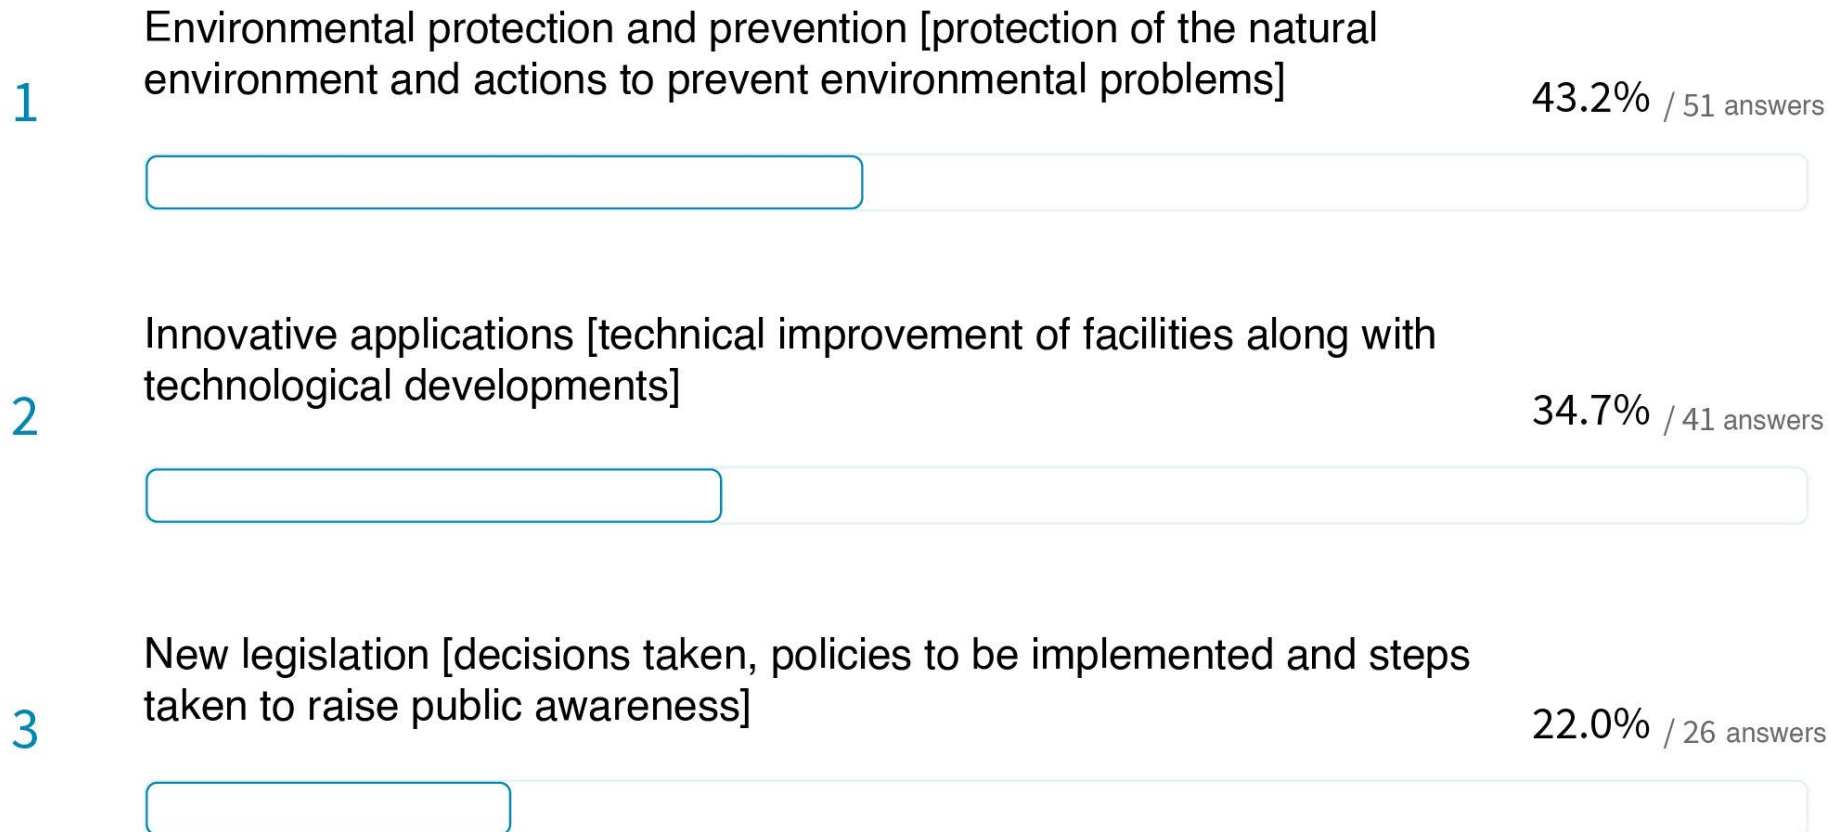 Environmental protection and prevention [protection of the natural
environment and actions to prevent environmental problems]
1
43.2% / 51 answers
Innovative applications [technical improvement of facilities along with
technological developments]
2
34.7% / 41 answers
New legislation [decisions taken, policies to be implemented and steps
taken to raise public awareness]
3
22.0% / 26 answers